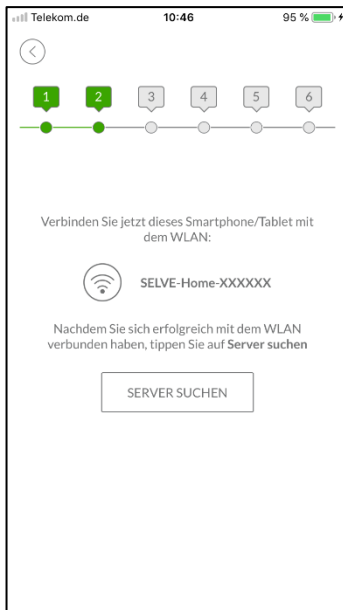 Telekom.de 10:46 95 %
1 2 3 4 5 6
Verbinden Sie jetzt dieses Smartphone/Tablet mit
dem WLAN:
SELVE-Home-XXXXXX
Nachdem Sie sich erfolgreich mit dem WLAN
verbunden haben, tippen Sie auf Server suchen
SERVER SUCHEN